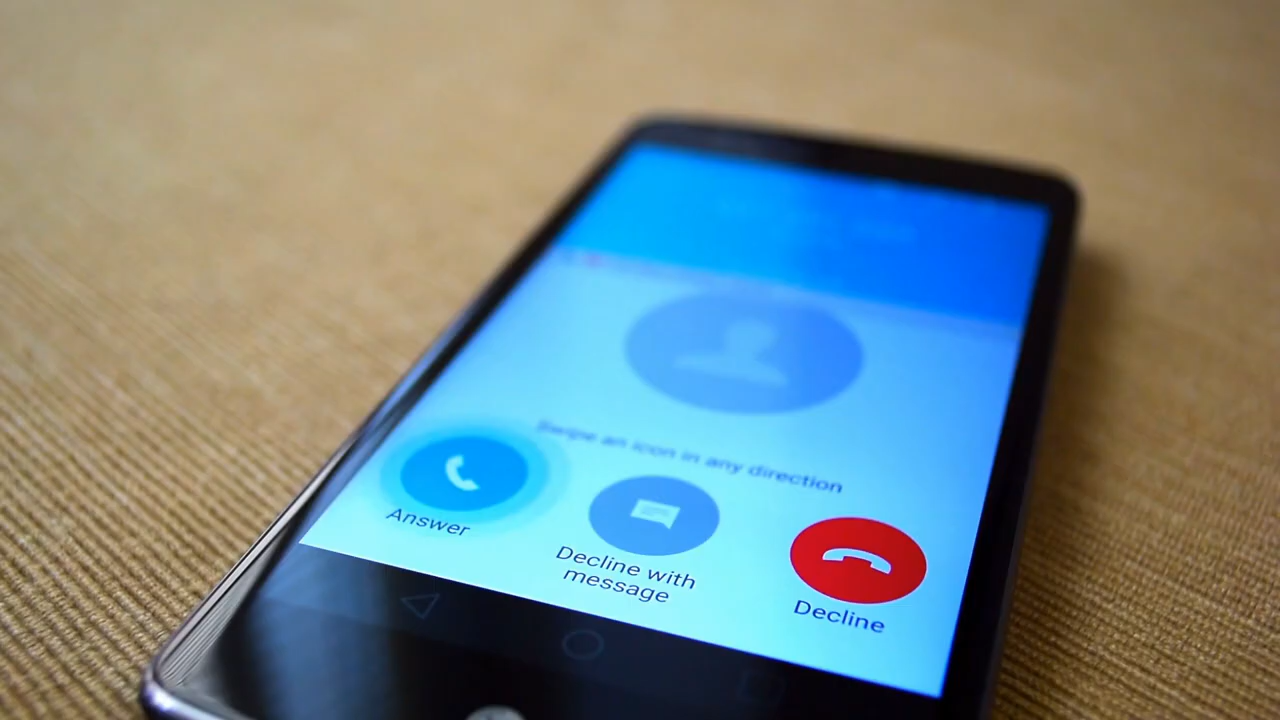 Swipe an icon in any direction
Answer
Decline with
message
Decline